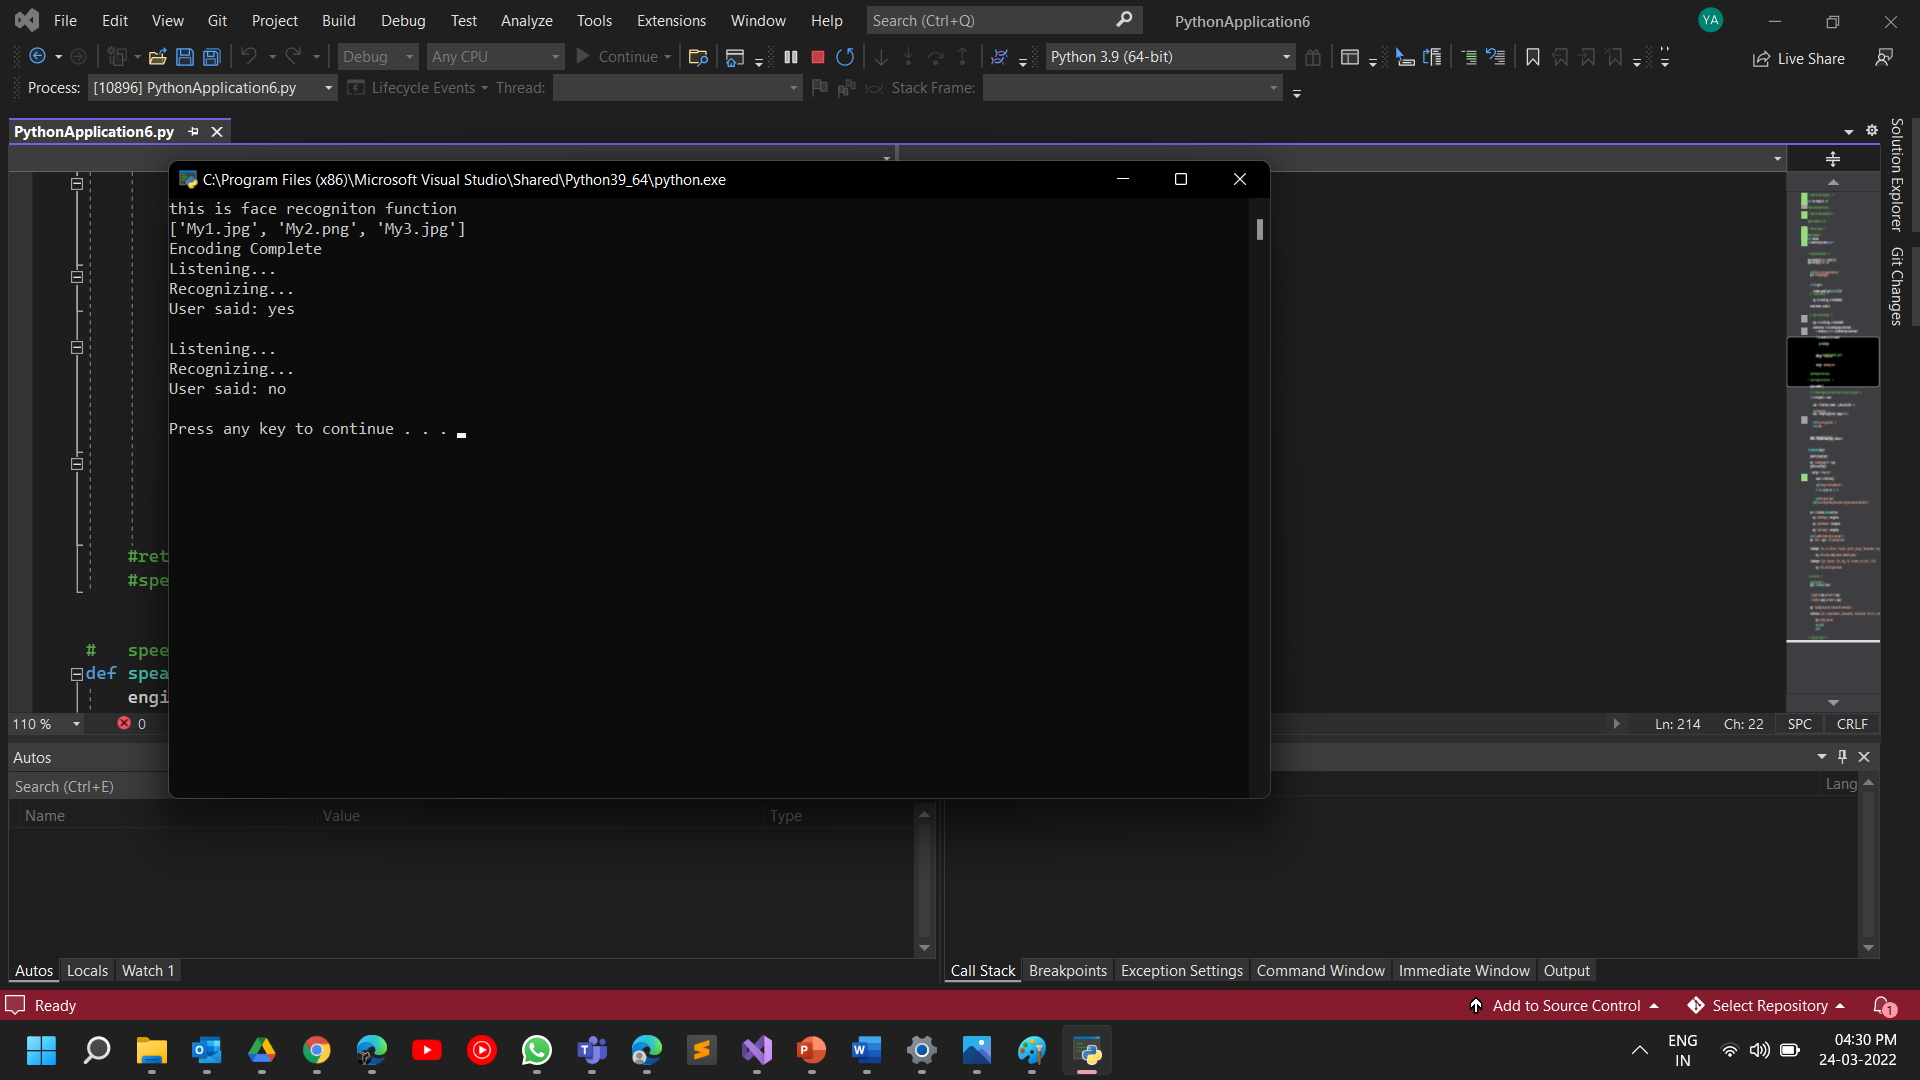 File Edit View Git Project Build Debug Test Analyze Tools Extensions Window Help Search (Ctrl+Q) PythonApplication6 YA
Debug Any CPU Continue Python 3.9 (64-bit) Live Share
Process: [10896] PythonApplication6.py Lifecycle Events Thread: Stack Frame:
PythonApplication6.py
Solution Explorer
Git Changes
C:\Program Files (x86)\Microsoft Visual Studio\Shared\Python39_64\python.exe
this is face recogniton function
['My1.jpg', 'My2.png', 'My3.jpg']
Encoding Complete
Listening...
Recognizing...
User said: yes
Listening...
Recognizing...
User said: no
Press any key to continue . . .
#ret
#spe
# spee
def spea
engi
110 % 0 Ln: 214 Ch: 22 SPC CRLF
Autos
Search (Ctrl+E) Lang
Name Value Type
Autos Locals Watch 1 Call Stack Breakpoints Exception Settings Command Window Immediate Window Output
Ready Add to Source Control Select Repository 1
ENG 04:30 PM
IN 24-03-2022